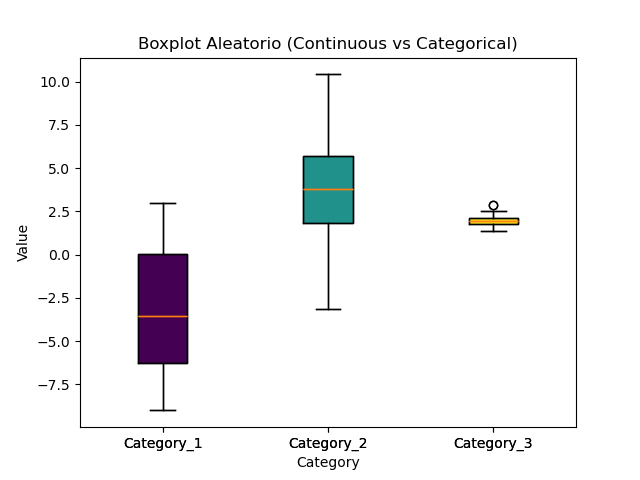 Boxplot Aleatorio (Continuous vs Categorical)
10.0
7.5
5.0
2.5
0.0
−2.5
−5.0
−7.5
Value
Category_1 Category_2 Category_3
Category